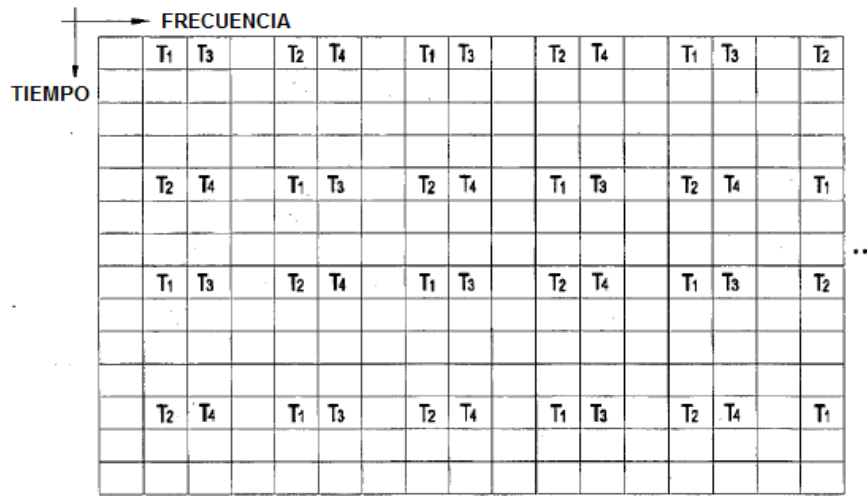 FRECUENCIA
T1 T3 T2 T4 T1 T3 T2 T4 T1 T3 T2
TIEMPO
T2 T4 T1 T3 T2 T4 T1 T3 T2 T4 T1
..
T1 T3 T2 T4 T1 T3 T2 T4 T1 T3 T2
T2 T4 T1 T3 T2 T4 T1 T3 T2 T4 T1